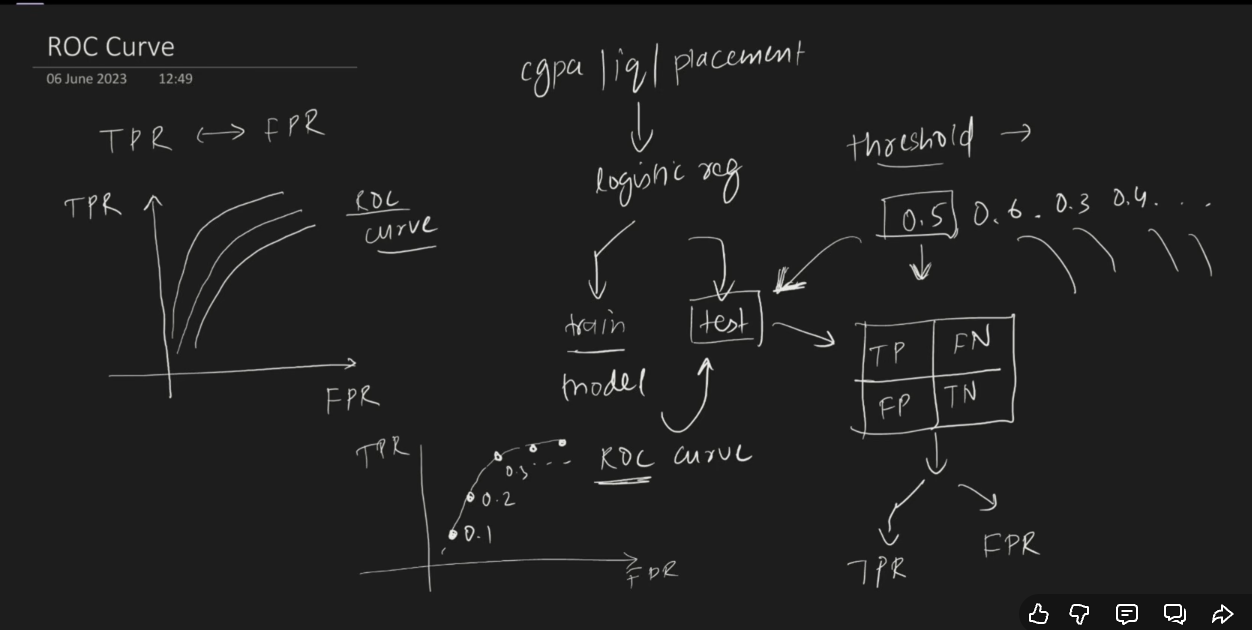 ROC Curve
06 June 2023 12:49
TPR ↔ FPR
TPR
ROC
curve
FPR
cgpa | iq | placement
logistic reg
train
model
test
threshold →
0.5 0.6. 0.3 0.4. . .
TP FN
FP TN
TPR
FPR
ROC curve
TPR
0.3 ---
0.2
0.1
FPR